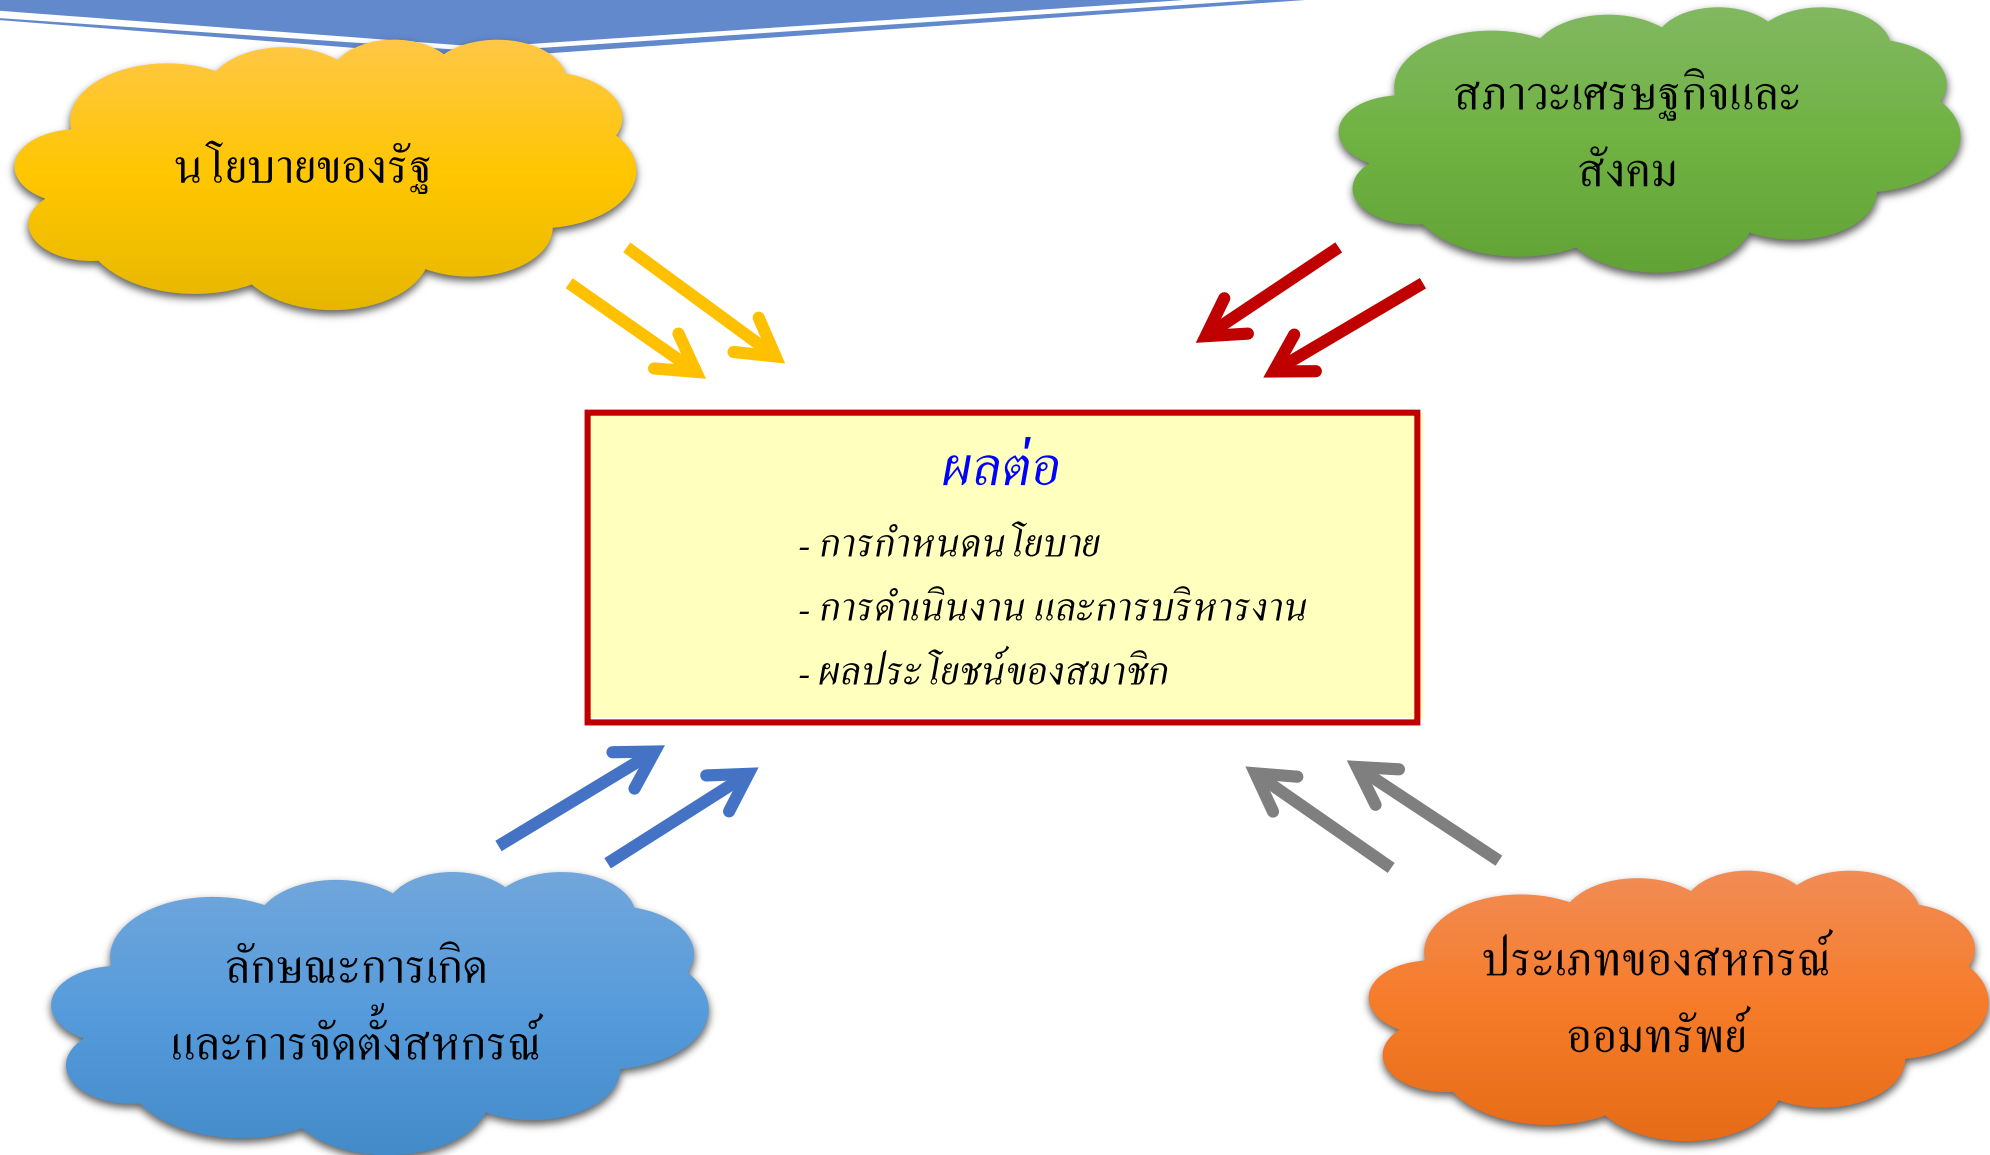 นโยบายของรัฐ
สภาวะเศรษฐกิจและ
สังคม
ผลต่อ
- การกำหนดนโยบาย
- การดำเนินงาน และการบริหารงาน
- ผลประโยชน์ของสมาชิก
ลักษณะการเกิด
และการจัดตั้งสหกรณ์
ประเภทของสหกรณ์
ออมทรัพย์